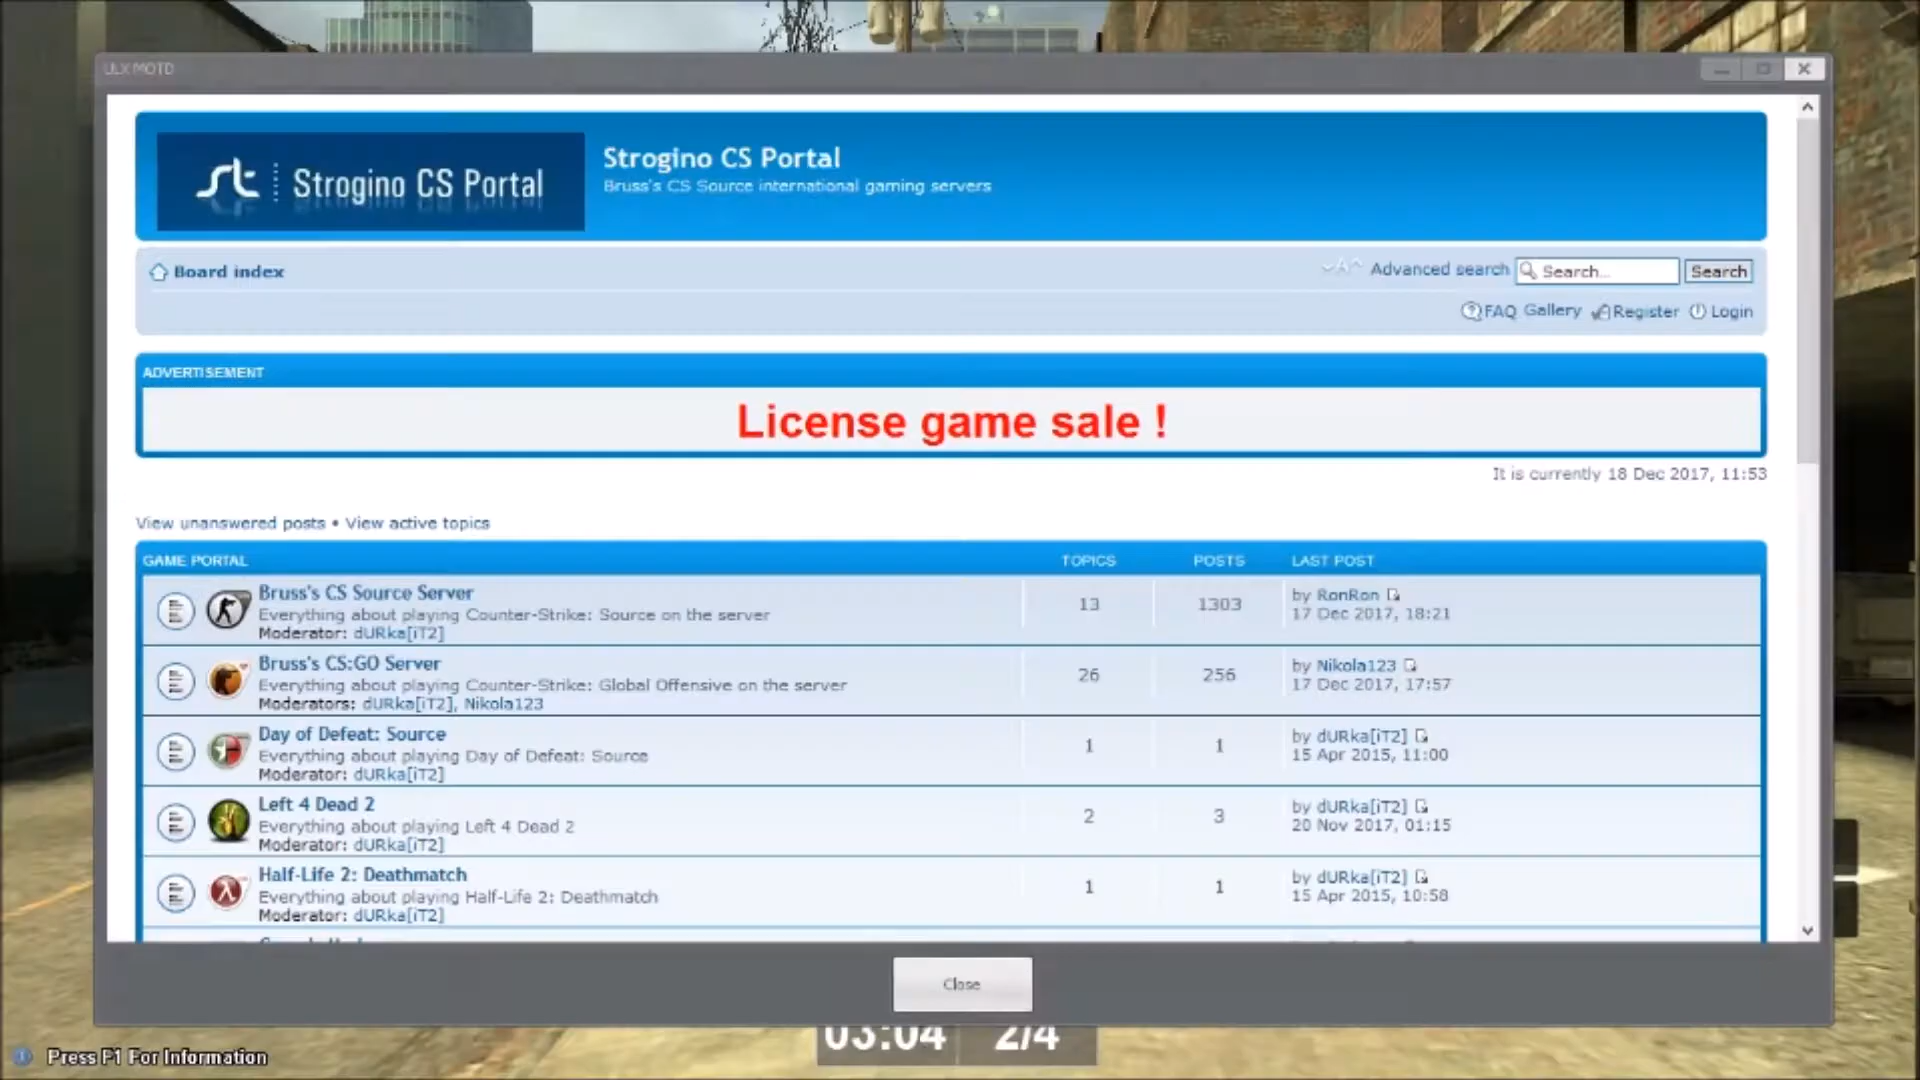 ULX MOTD
st Strogino CS Portal
Strogino CS Portal
Bruss's CS Source international gaming servers
Board index
Advanced search
Search...
Search
FAQ Gallery Register Login
ADVERTISEMENT
License game sale !
It is currently 18 Dec 2017, 11:53
View unanswered posts • View active topics
GAME PORTAL TOPICS POSTS LAST POST
Bruss's CS Source Server
Everything about playing Counter-Strike: Source on the server
Moderator: dURka[iT2]
13 1303
by RonRon
17 Dec 2017, 18:21
Bruss's CS:GO Server
Everything about playing Counter-Strike: Global Offensive on the server
Moderators: dURka[iT2], Nikola123
26 256
by Nikola123
17 Dec 2017, 17:57
Day of Defeat: Source
Everything about playing Day of Defeat: Source
Moderator: dURka[iT2]
1 1
by dURka[iT2]
15 Apr 2015, 11:00
Left 4 Dead 2
Everything about playing Left 4 Dead 2
Moderator: dURka[iT2]
2 3
by dURka[iT2]
20 Nov 2017, 01:15
Half-Life 2: Deathmatch
Everything about playing Half-Life 2: Deathmatch
Moderator: dURka[iT2]
1 1
by dURka[iT2]
15 Apr 2015, 10:58
Close
03:04 2/4
Press F1 For Information